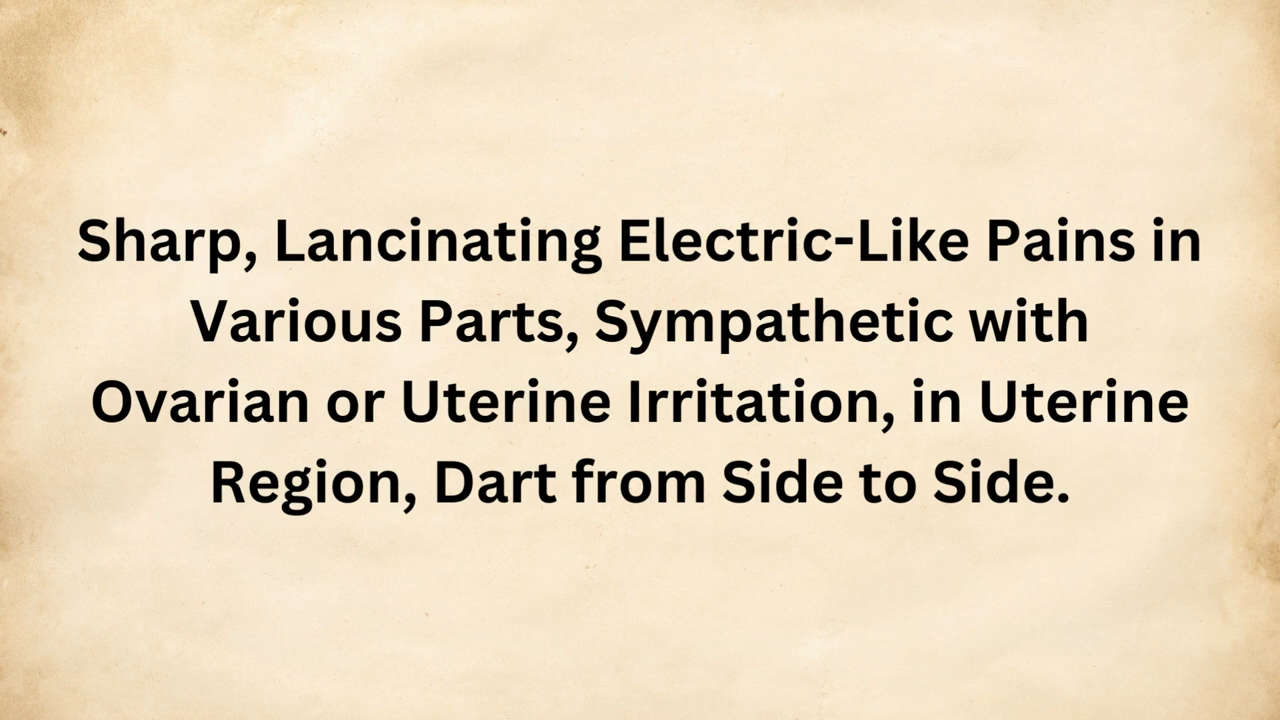 Sharp, Lancinating Electric-Like Pains in
Various Parts, Sympathetic with
Ovarian or Uterine Irritation, in Uterine
Region, Dart from Side to Side.